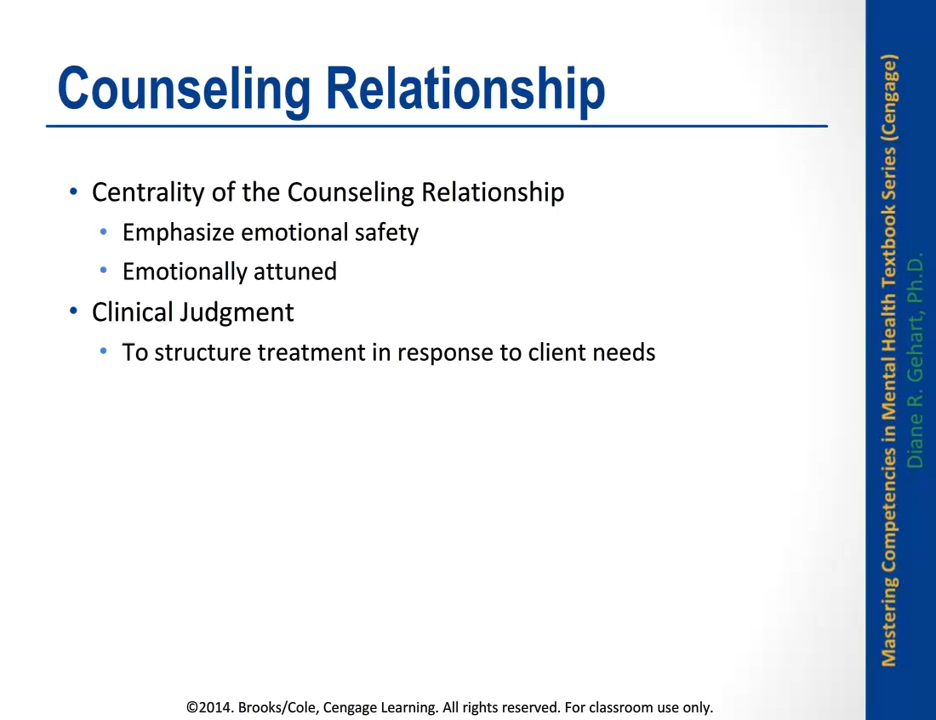 Counseling Relationship
• Centrality of the Counseling Relationship
• Emphasize emotional safety
• Emotionally attuned
• Clinical Judgment
• To structure treatment in response to client needs
©2014. Brooks/Cole, Cengage Learning. All rights reserved. For classroom use only.
Mastering Competencies in Mental Health Textbook Series (Cengage)
Diane R. Gehart, Ph.D.